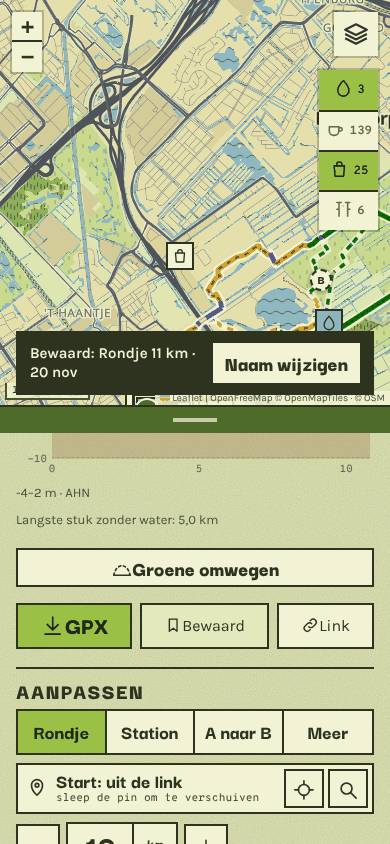 +
−
3
139
25
6
B
'T HAANTJE
Bewaard: Rondje 11 km ·
20 nov
Naam wijzigen
Leaflet | OpenFreeMap © OpenMapTiles · © OSM
−10
0
5
10
-4–2 m · AHN
Langste stuk zonder water: 5,0 km
Groene omwegen
GPX
Bewaard
Link
AANPASSEN
Rondje
Station
A naar B
Meer
Start: uit de link
sleep de pin om te verschuiven